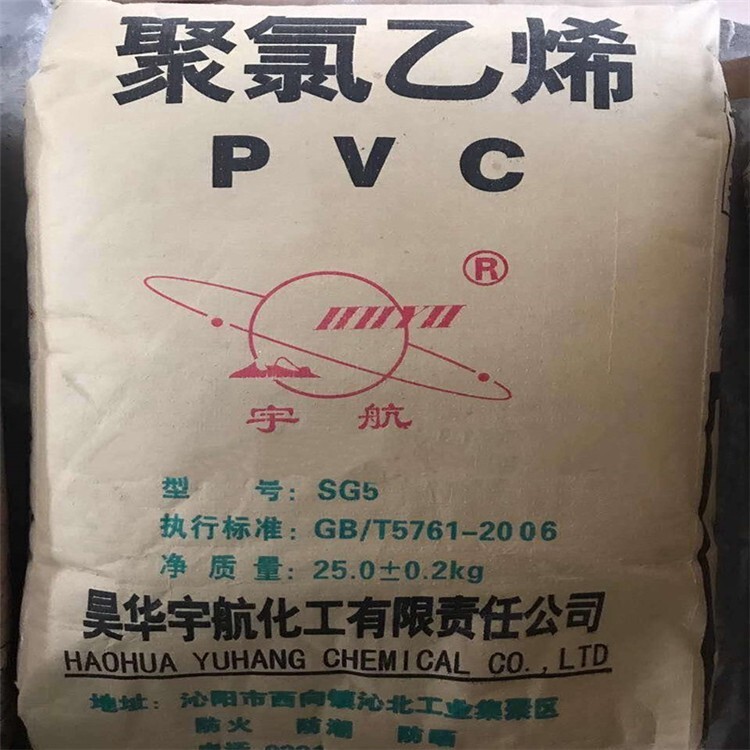 聚氯乙烯
PVC
®
HHYH
宇航
型 号: SG5
执行标准: GB/T5761-2006
净质量: 25.0±0.2kg
昊华宇航化工有限责任公司
HAOHUA YUHANG CHEMICAL CO.,LTD
地址: 沁阳市西向镇沁北工业集聚区
防火 防潮 防晒